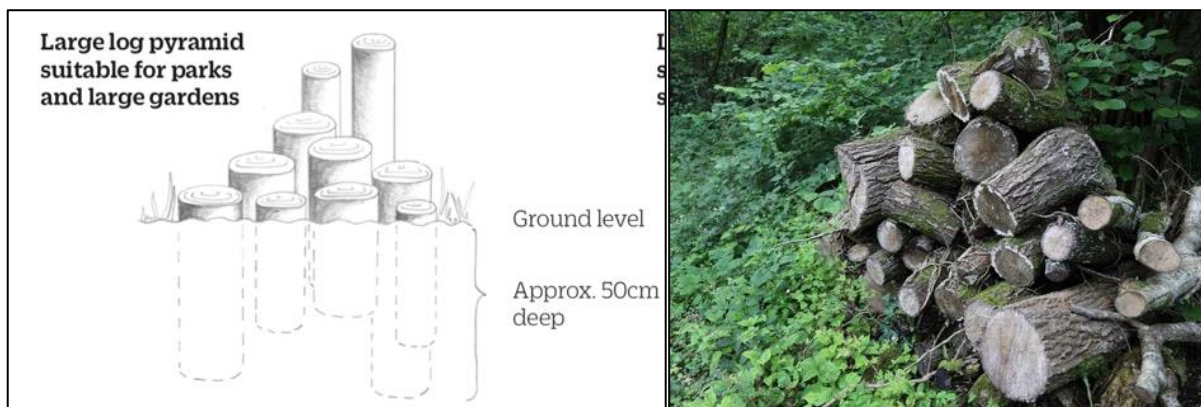 Large log pyramid
suitable for parks
and large gardens
Ground level
Approx. 50cm
deep